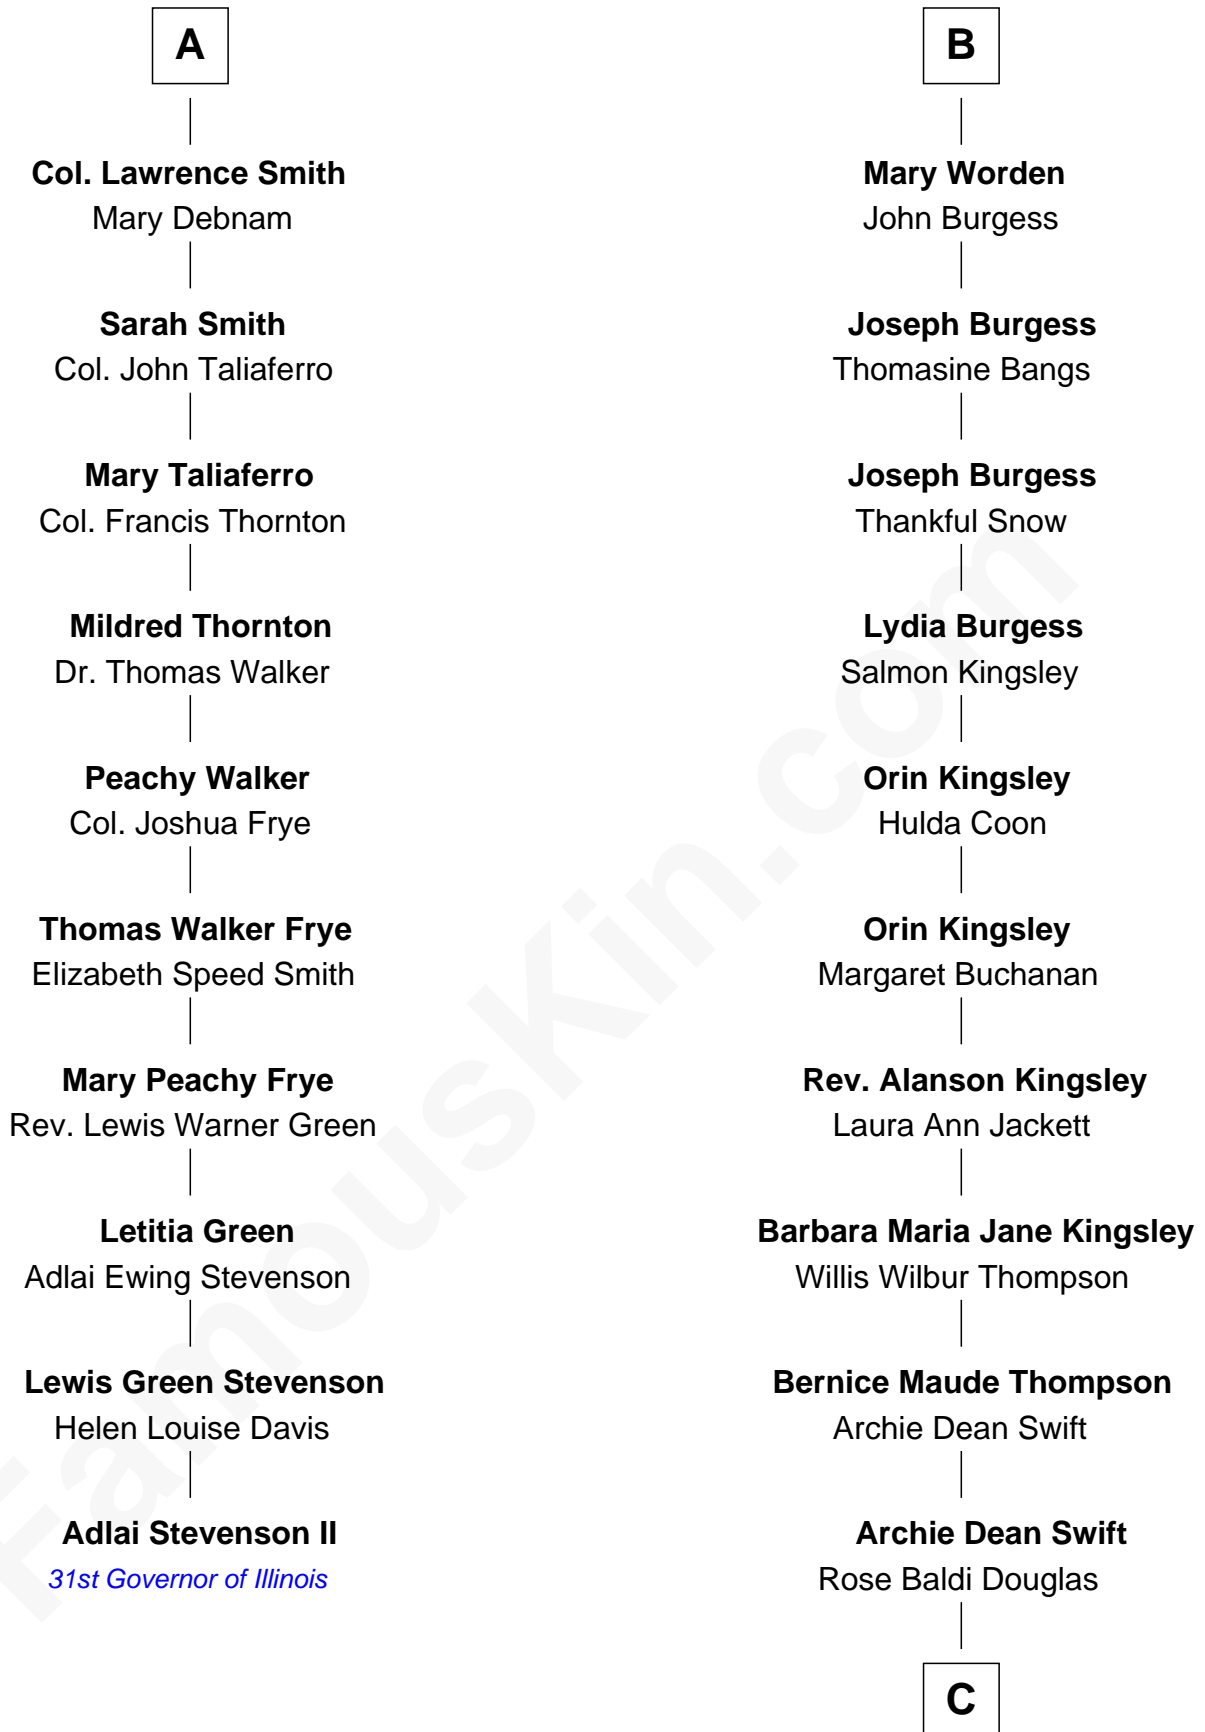 A
Col. Lawrence Smith
Mary Debnam
Sarah Smith
Col. John Taliaferro
Mary Taliaferro
Col. Francis Thornton
Mildred Thornton
Dr. Thomas Walker
Peachy Walker
Col. Joshua Frye
Thomas Walker Frye
Elizabeth Speed Smith
Mary Peachy Frye
Rev. Lewis Warner Green
Letitia Green
Adlai Ewing Stevenson
Lewis Green Stevenson
Helen Louise Davis
Adlai Stevenson II
31st Governor of Illinois
B
Mary Worden
John Burgess
Joseph Burgess
Thomasine Bangs
Joseph Burgess
Thankful Snow
Lydia Burgess
Salmon Kingsley
Orin Kingsley
Hulda Coon
Orin Kingsley
Margaret Buchanan
Rev. Alanson Kingsley
Laura Ann Jackett
Barbara Maria Jane Kingsley
Willis Wilbur Thompson
Bernice Maude Thompson
Archie Dean Swift
Archie Dean Swift
Rose Baldi Douglas
C
FamousKin.com